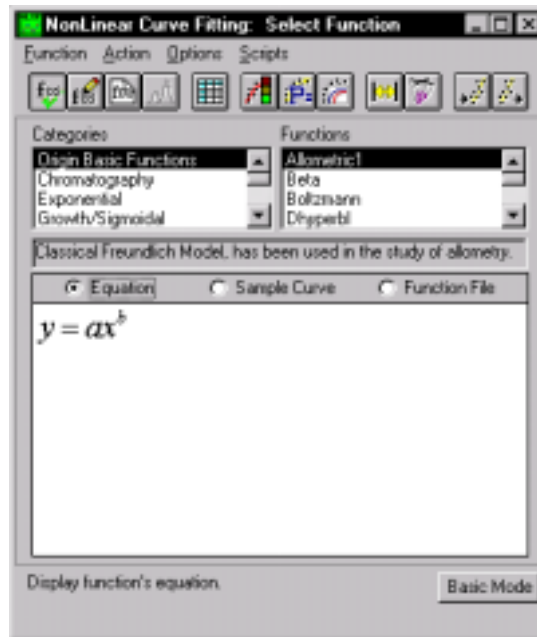 NonLinear Curve Fitting: Select Function
Function Action Options Scripts
Categories
Functions
Origin Basic Functions
Chromatography
Exponential
Growth/Sigmoidal
Allometric1
Beta
Boltzmann
Dhyperbl
Classical Freundlich Model, has been used in the study of allometry.
Equation Sample Curve Function File
y = ax^b
Display function's equation.
Basic Mode